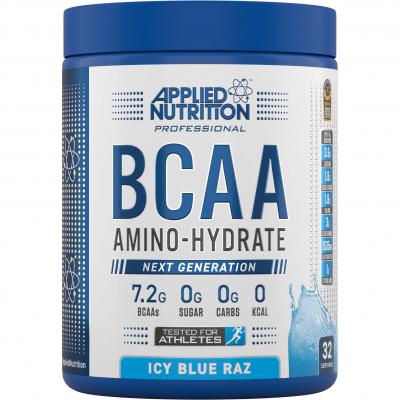 APPLIED
NUTRITION
PROFESSIONAL
BCAA
AMINO-HYDRATE
NEXT GENERATION
7.2G 0G 0G 0
BCAAs SUGAR CARBS KCAL
TESTED FOR
ATHLETES
ICY BLUE RAZ
32
SERVINGS